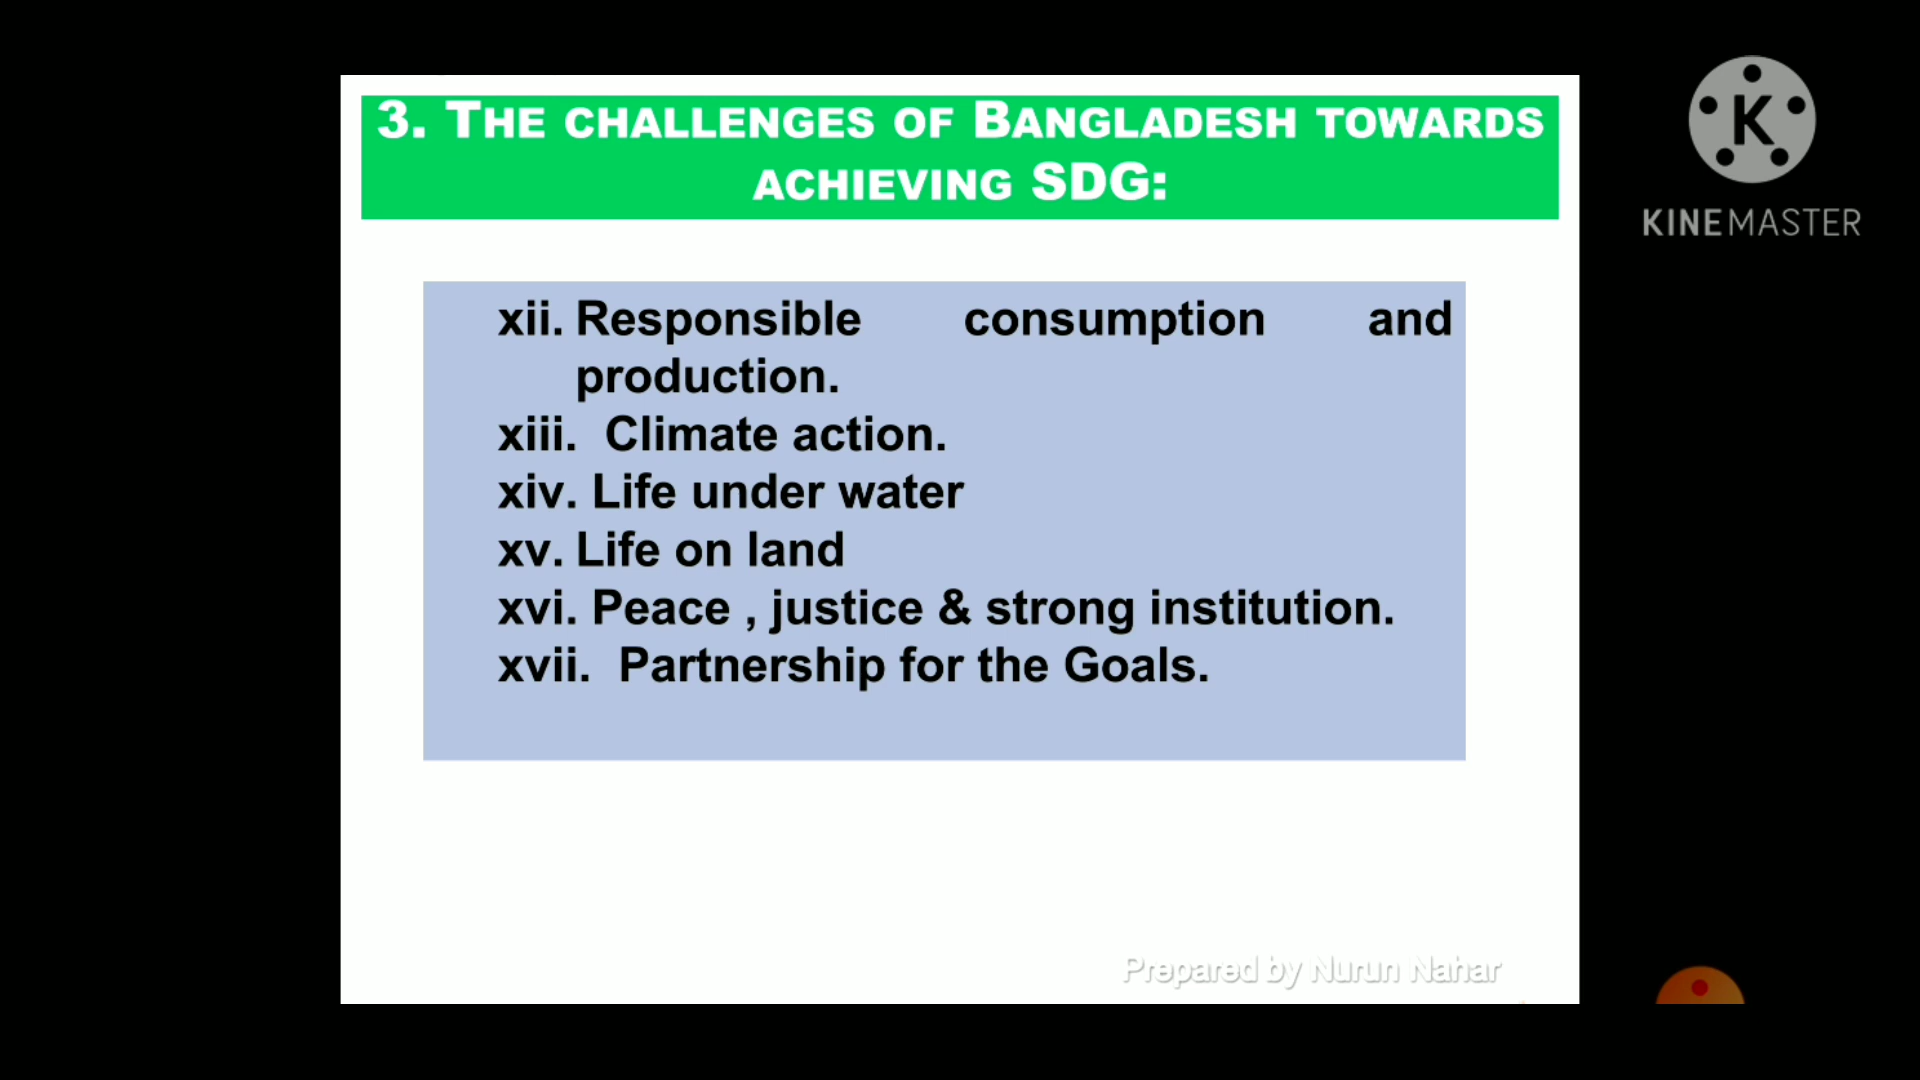 3. THE CHALLENGES OF BANGLADESH TOWARDS
ACHIEVING SDG:
K
KINEMASTER
xii. Responsible consumption and
production.
xiii. Climate action.
xiv. Life under water
xv. Life on land
xvi. Peace , justice & strong institution.
xvii. Partnership for the Goals.
Prepared by Nurun Nahar